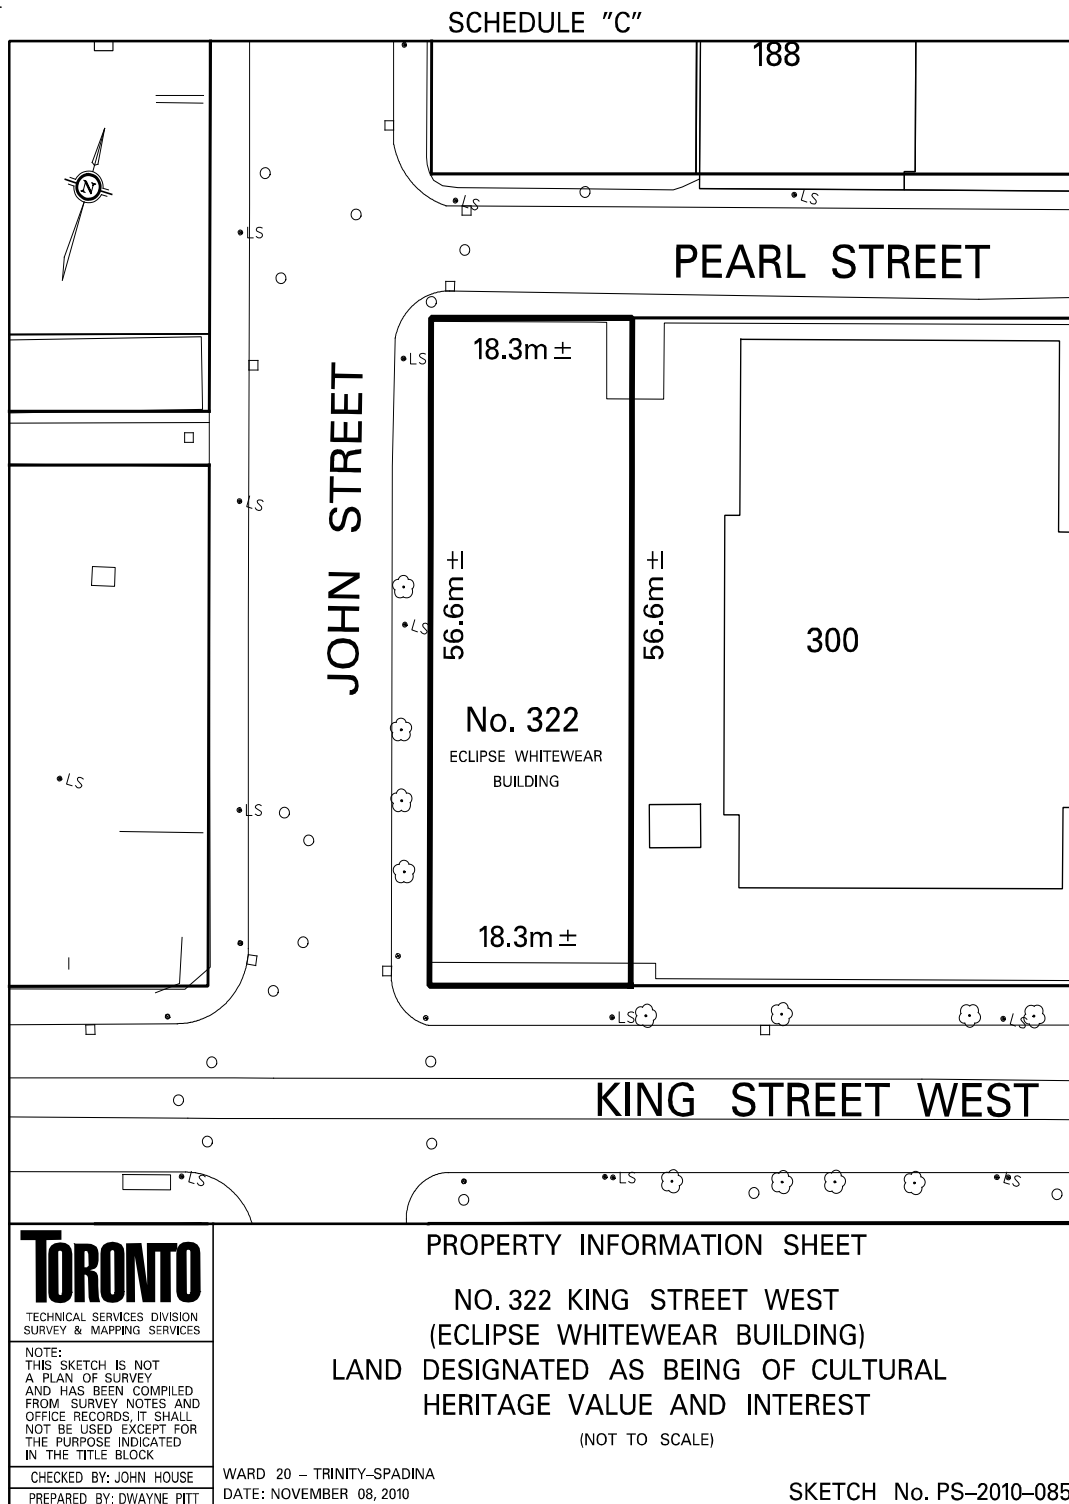 SCHEDULE "C"
188
N
LS
LS
LS
PEARL STREET
18.3m ±
LS
JOHN STREET
LS
56.6m ±
56.6m ±
LS
300
No. 322
ECLIPSE WHITEWEAR
BUILDING
LS
LS
18.3m ±
LS
LS
KING STREET WEST
LS
LS
LS
TORONTO
TECHNICAL SERVICES DIVISION
SURVEY & MAPPING SERVICES
NOTE:
THIS SKETCH IS NOT
A PLAN OF SURVEY
AND HAS BEEN COMPILED
FROM SURVEY NOTES AND
OFFICE RECORDS, IT SHALL
NOT BE USED EXCEPT FOR
THE PURPOSE INDICATED
IN THE TITLE BLOCK
CHECKED BY: JOHN HOUSE
PREPARED BY: DWAYNE PITT
PROPERTY INFORMATION SHEET
NO. 322 KING STREET WEST
(ECLIPSE WHITEWEAR BUILDING)
LAND DESIGNATED AS BEING OF CULTURAL
HERITAGE VALUE AND INTEREST
(NOT TO SCALE)
WARD 20 – TRINITY–SPADINA
DATE: NOVEMBER 08, 2010
SKETCH No. PS–2010–085